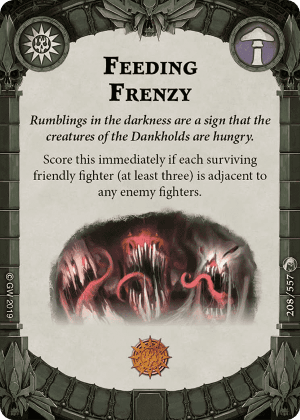 FEEDING
FRENZY
Rumblings in the darkness are a sign that the
creatures of the Dankholds are hungry.
Score this immediately if each surviving
friendly fighter (at least three) is adjacent to
any enemy fighters.
© GW 2019
208/557